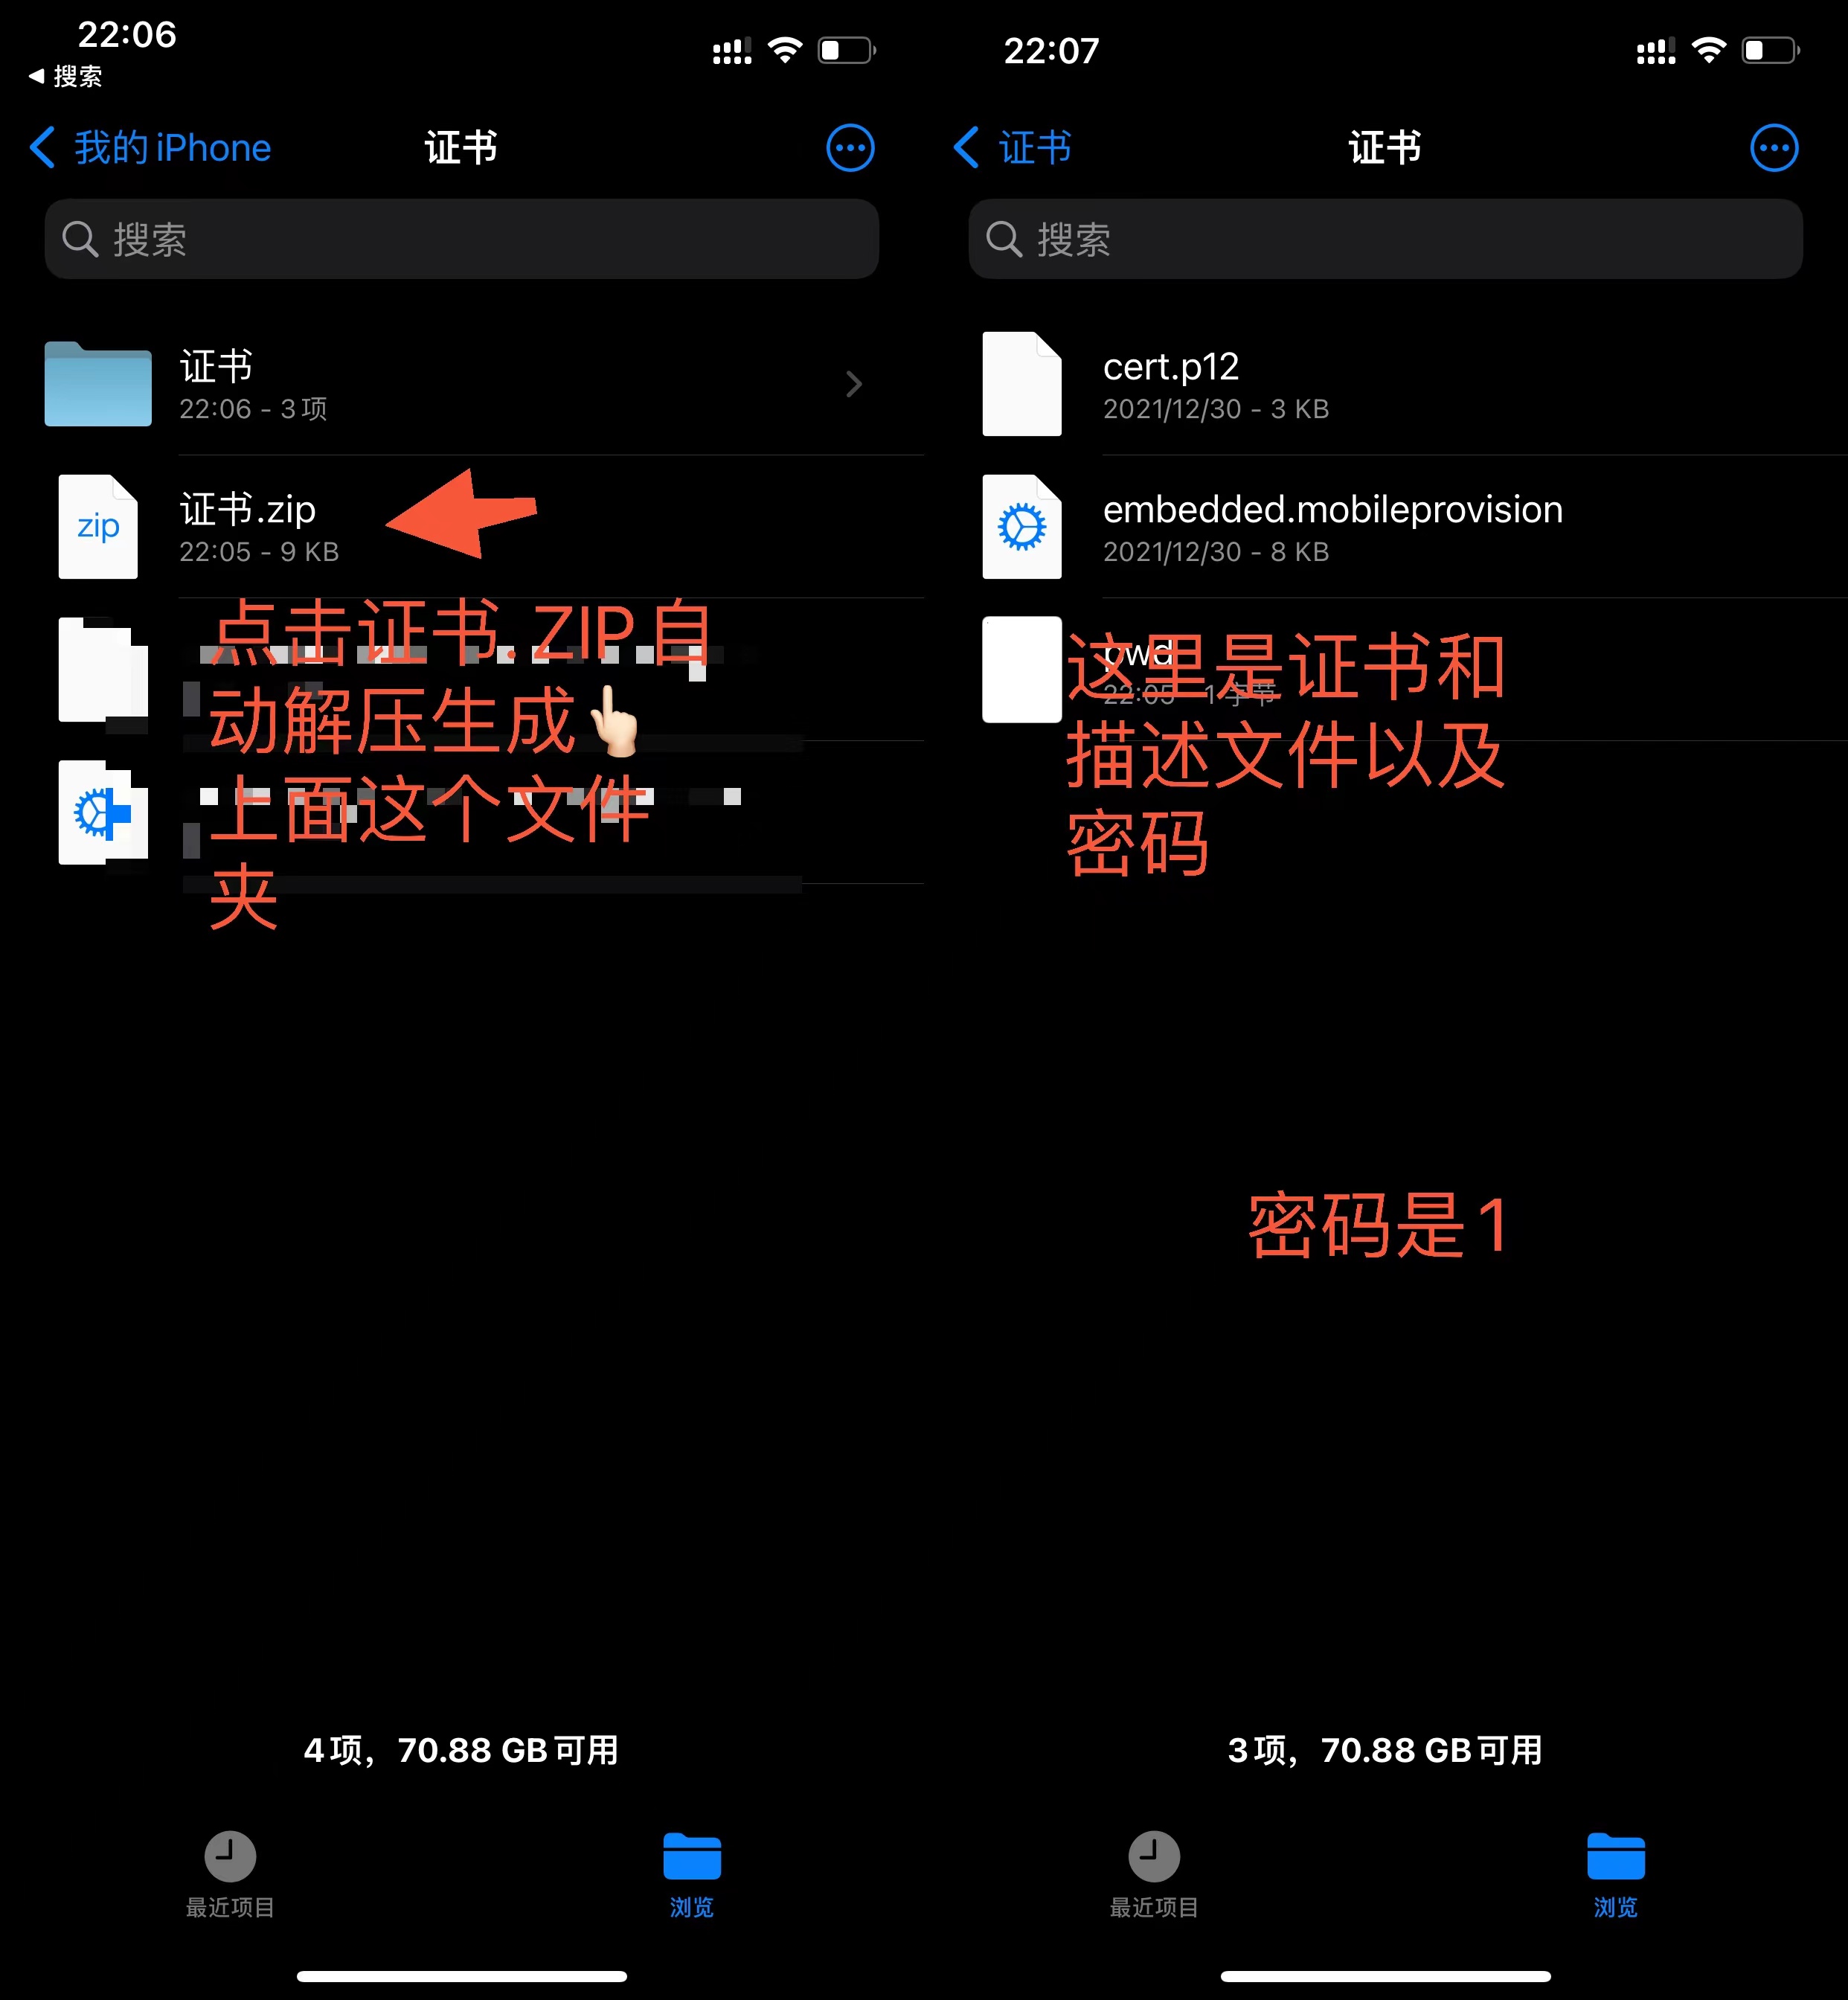 22:06
搜索
我的 iPhone
证书
搜索
证书
22:06 - 3 项
zip
证书.zip
22:05 - 9 KB
点击证书.ZIP自
动解压生成👆🏻
上面这个文件
夹
4 项，70.88 GB 可用
最近项目
浏览
22:07
证书
证书
搜索
cert.p12
2021/12/30 - 3 KB
embedded.mobileprovision
2021/12/30 - 8 KB
pwd
22:05 - 1 字节
这里是证书和
描述文件以及
密码
密码是1
3 项，70.88 GB 可用
最近项目
浏览